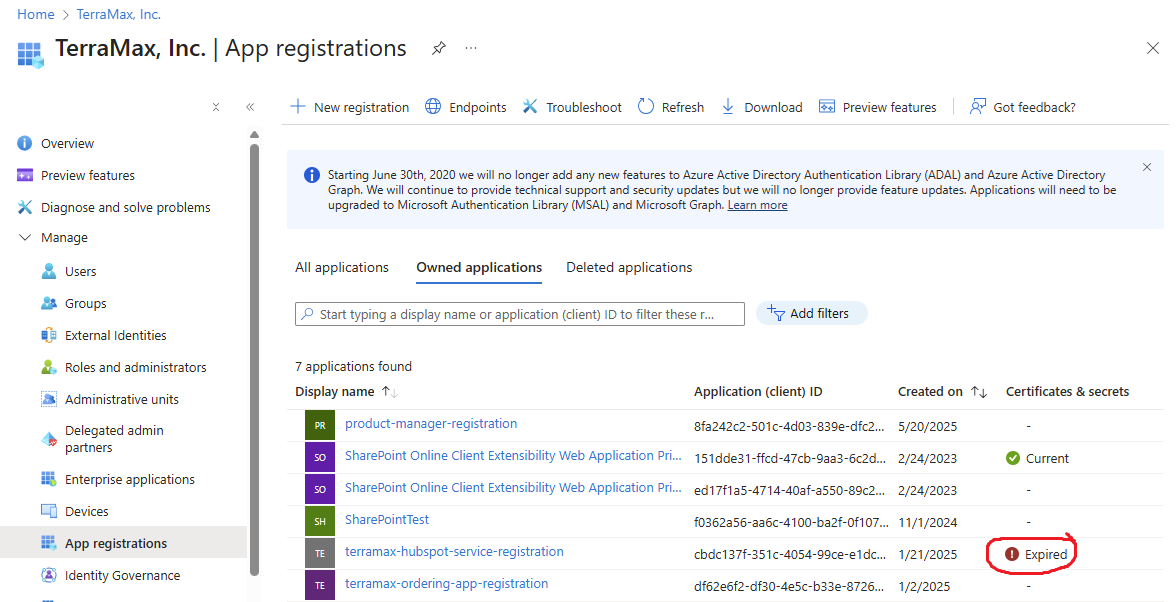 Home > TerraMax, Inc.
TerraMax, Inc. | App registrations
New registration Endpoints Troubleshoot Refresh Download Preview features Got feedback?
Overview
Preview features
Diagnose and solve problems
Manage
Users
Groups
External Identities
Roles and administrators
Administrative units
Delegated admin
partners
Enterprise applications
Devices
App registrations
Identity Governance
Starting June 30th, 2020 we will no longer add any new features to Azure Active Directory Authentication Library (ADAL) and Azure Active Directory
Graph. We will continue to provide technical support and security updates but we will no longer provide feature updates. Applications will need to be
upgraded to Microsoft Authentication Library (MSAL) and Microsoft Graph. Learn more
All applications Owned applications Deleted applications
Start typing a display name or application (client) ID to filter these r... Add filters
7 applications found
Display name Application (client) ID Created on Certificates & secrets
PR product-manager-registration 8fa242c2-501c-4d03-839e-dfc2... 5/20/2025 -
SO SharePoint Online Client Extensibility Web Application Pri... 151dde31-ffcd-47cb-9aa3-6c2d... 2/24/2023 Current
SO SharePoint Online Client Extensibility Web Application Pri... ed17f1a5-4714-40af-a550-89c2... 2/24/2023 -
SH SharePointTest f0362a56-aa6c-4100-ba2f-0f107... 11/1/2024 -
TE terramax-hubspot-service-registration cbdc137f-351c-4054-99ce-e1dc... 1/21/2025 Expired
TE terramax-ordering-app-registration df62e6f2-df30-4e5c-b33e-8726... 1/2/2025 -